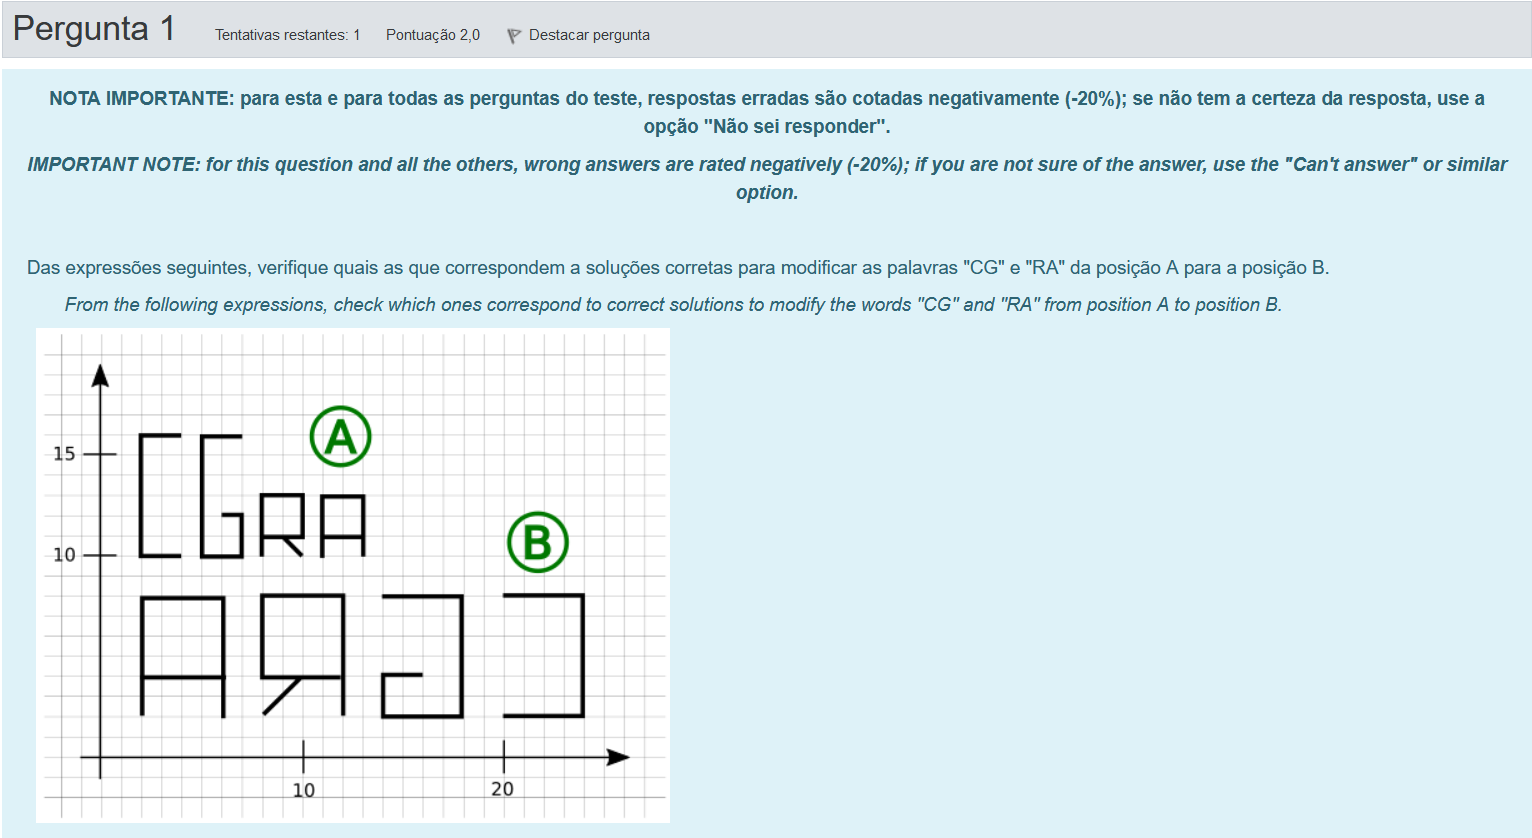 Pergunta 1 Tentativas restantes: 1 Pontuação 2,0 Destacar pergunta
NOTA IMPORTANTE: para esta e para todas as perguntas do teste, respostas erradas são cotadas negativamente (-20%); se não tem a certeza da resposta, use a
opção "Não sei responder".
IMPORTANT NOTE: for this question and all the others, wrong answers are rated negatively (-20%); if you are not sure of the answer, use the "Can't answer" or similar
option.
Das expressões seguintes, verifique quais as que correspondem a soluções corretas para modificar as palavras "CG" e "RA" da posição A para a posição B.
From the following expressions, check which ones correspond to correct solutions to modify the words "CG" and "RA" from position A to position B.
A
15
CG
RA
B
10
AЯ
10 20